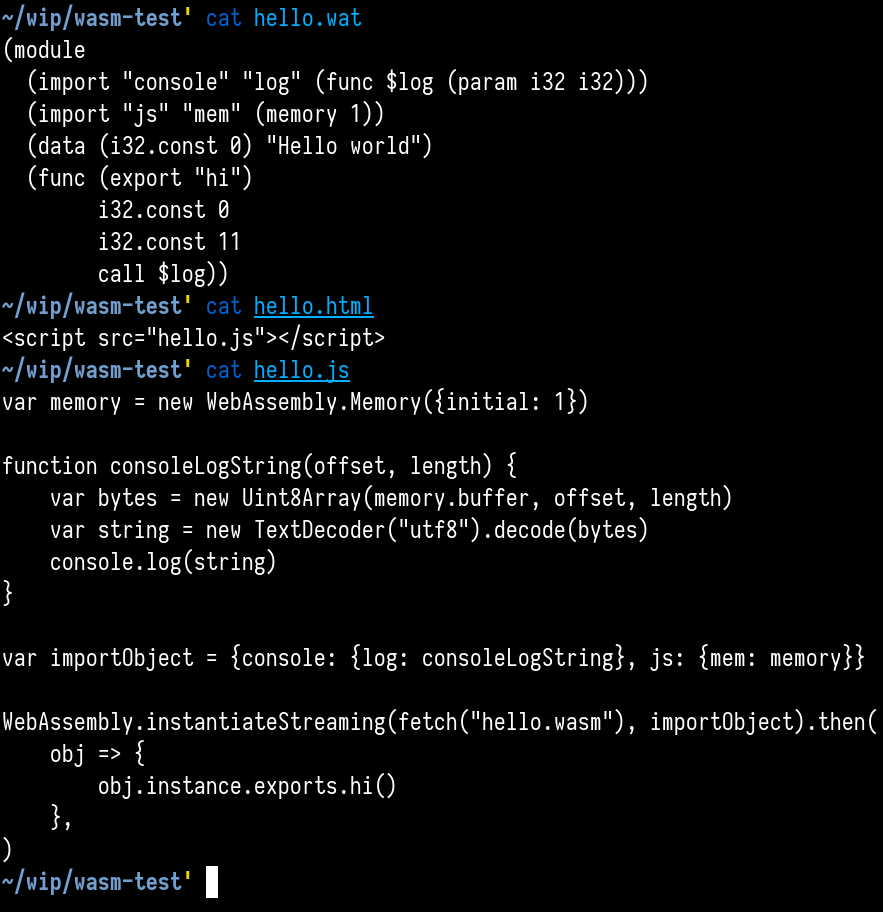 ~/wip/wasm-test' cat hello.wat
(module
  (import "console" "log" (func $log (param i32 i32)))
  (import "js" "mem" (memory 1))
  (data (i32.const 0) "Hello world")
  (func (export "hi")
        i32.const 0
        i32.const 11
        call $log))
~/wip/wasm-test' cat hello.html
<script src="hello.js"></script>
~/wip/wasm-test' cat hello.js
var memory = new WebAssembly.Memory({initial: 1})

function consoleLogString(offset, length) {
    var bytes = new Uint8Array(memory.buffer, offset, length)
    var string = new TextDecoder("utf8").decode(bytes)
    console.log(string)
}

var importObject = {console: {log: consoleLogString}, js: {mem: memory}}

WebAssembly.instantiateStreaming(fetch("hello.wasm"), importObject).then(
    obj => {
        obj.instance.exports.hi()
    },
)
~/wip/wasm-test'